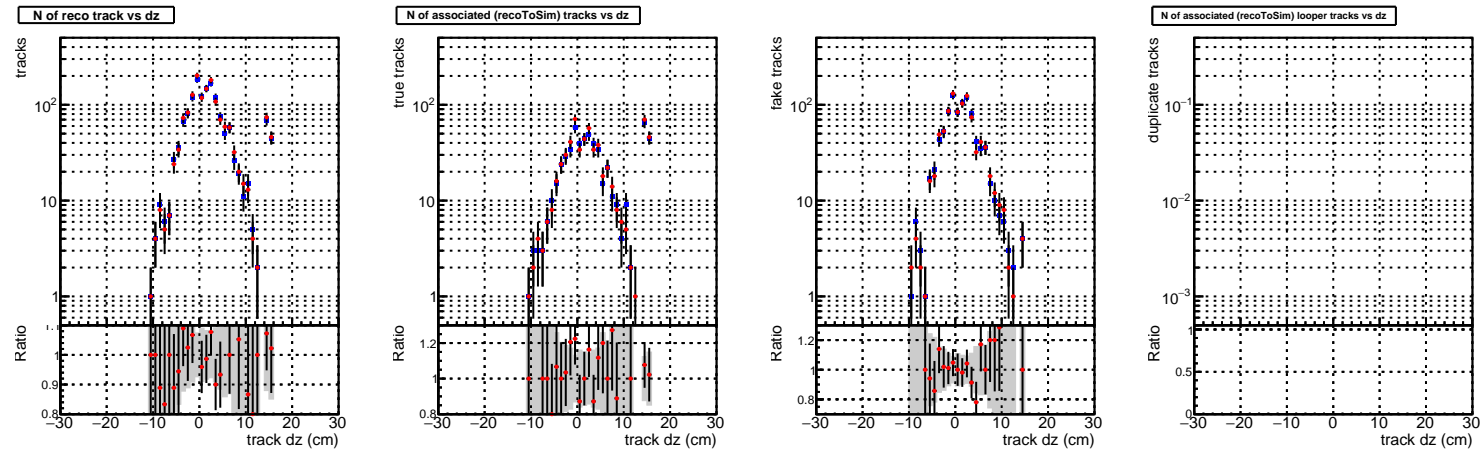 N of reco track vs dz
tracks
10²
10
1
Ratio
1.1
1
0.9
0.8
−30 −20 −10 0 10 20 30
track dz (cm)
N of associated (recoToSim) tracks vs dz
true tracks
10²
10
1
Ratio
1.2
1
0.8
−30 −20 −10 0 10 20 30
track dz (cm)
fake tracks
10²
10
1
Ratio
1.2
1
0.8
−30 −20 −10 0 10 20 30
track dz (cm)
N of associated (recoToSim) looper tracks vs dz
duplicate tracks
10⁻¹
10⁻²
10⁻³
Ratio
1
0.5
0
−30 −20 −10 0 10 20 30
track dz (cm)